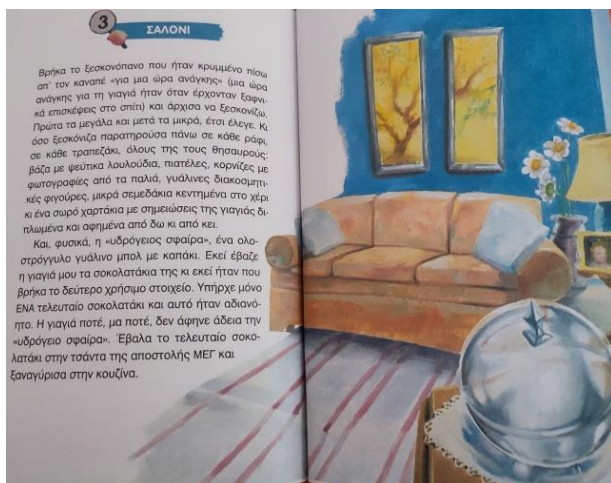 3
ΣΑΛΟΝΙ
Βρήκα το ξεσκονόπανο που ήταν κρυμμένο πίσω
απ’ τον καναπέ «για μια ώρα ανάγκης» (μια ώρα
ανάγκης για τη γιαγιά ήταν όταν έρχονταν ξαφνι-
κά επισκέψεις στο σπίτι) και άρχισα να ξεσκονίζω.
Πρώτα τα μεγάλα και μετά τα μικρά, έτσι έλεγε. Κι
όσο ξεσκόνιζα παρατηρούσα πάνω σε κάθε ράφι,
σε κάθε τραπεζάκι, όλους της τους θησαυρούς:
βάζα με ψεύτικα λουλούδια, πιατέλες, κορνίζες με
φωτογραφίες από τα παλιά, γυάλινες διακοσμητι-
κές φιγούρες, μικρά σεμεδάκια κεντημένα στο χέρι
κι ένα σωρό χαρτάκια με σημειώσεις της γιαγιάς δι-
πλωμένα και αφημένα από δω κι από κει.
Και, φυσικά, η «υδρόγειος σφαίρα», ένα ολο-
στρόγγυλο γυάλινο μπολ με καπάκι. Εκεί έβαζε
η γιαγιά μου τα σοκολατάκια της κι εκεί ήταν που
βρήκα το δεύτερο χρήσιμο στοιχείο. Υπήρχε μόνο
ΕΝΑ τελευταίο σοκολατάκι και αυτό ήταν αδιανό-
ητο. Η γιαγιά ποτέ, μα ποτέ, δεν άφηνε άδεια την
«υδρόγειο σφαίρα». Έβαλα το τελευταίο σοκο-
λατάκι στην τσάντα της αποστολής ΜΕΓ και
ξαναγύρισα στην κουζίνα.